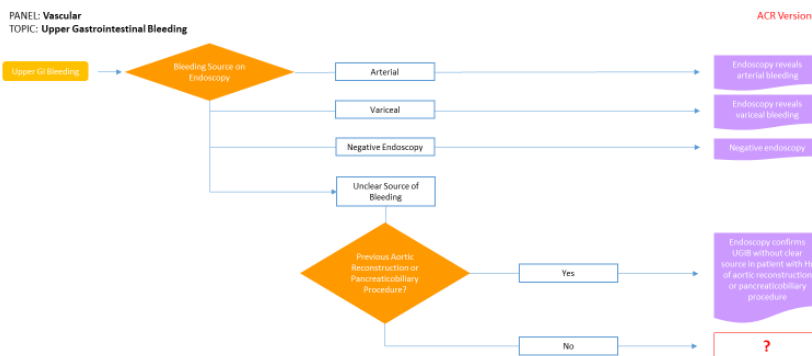 PANEL: Vascular
TOPIC: Upper Gastrointestinal Bleeding
ACR Version
Upper GI Bleeding
Bleeding Source on
Endoscopy
Arterial
Endoscopy reveals
arterial bleeding
Variceal
Endoscopy reveals
variceal bleeding
Negative Endoscopy
Negative endoscopy
Unclear Source of
Bleeding
Previous Aortic
Reconstruction or
Pancreaticobiliary
Procedure?
Yes
Endoscopy confirms
UGIB without clear
source in patient with H
of aortic reconstruction
or pancreaticobiliary
procedure
No
?